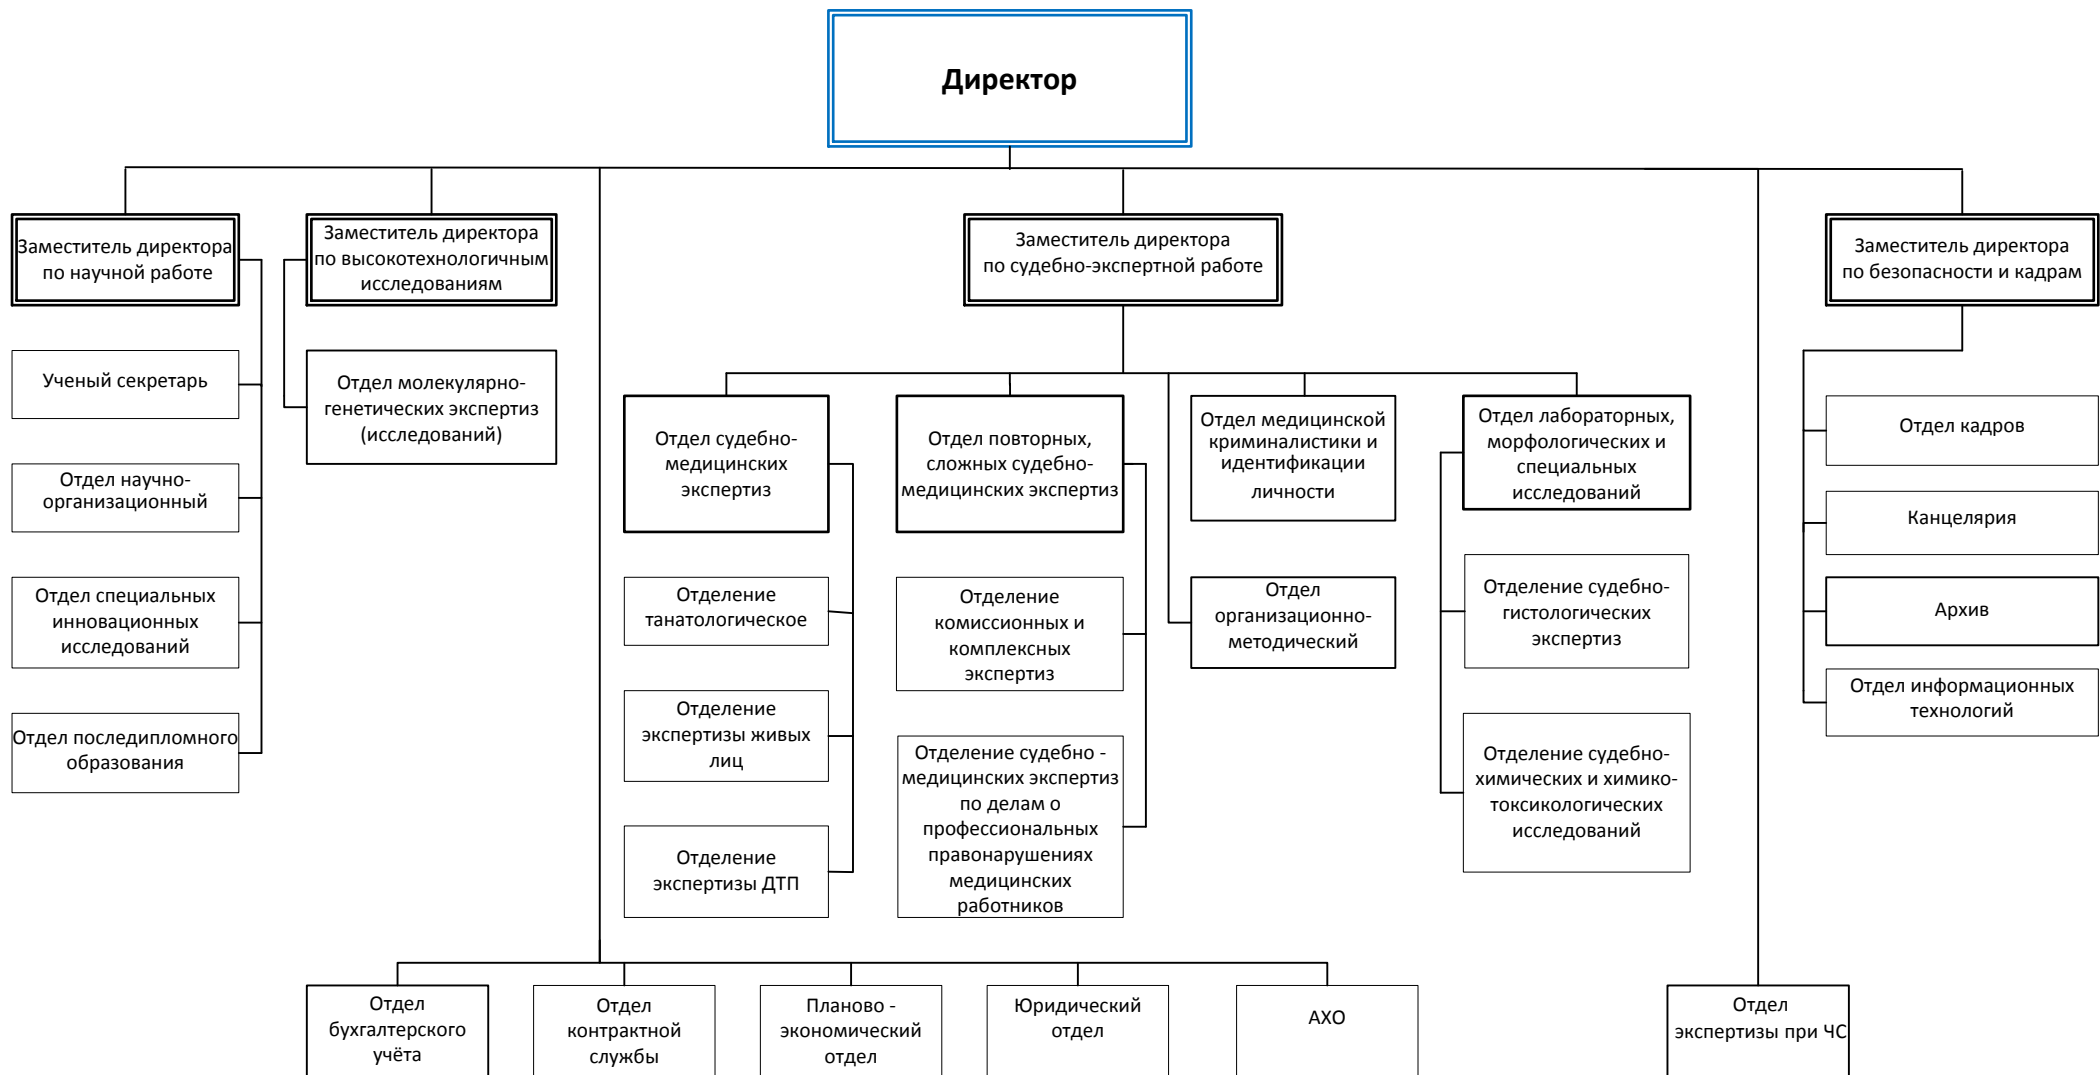 Директор
Заместитель директора
по научной работе
Заместитель директора
по высокотехнологичным
исследованиям
Заместитель директора
по судебно-экспертной работе
Заместитель директора
по безопасности и кадрам
Ученый секретарь
Отдел научно-
организационный
Отдел специальных
инновационных
исследований
Отдел последипломного
образования
Отдел молекулярно-
генетических экспертиз
(исследований)
Отдел судебно-
медицинских
экспертиз
Отделение
танатологическое
Отделение
экспертизы живых
лиц
Отделение
экспертизы ДТП
Отдел повторных,
сложных судебно-
медицинских экспертиз
Отделение
комиссионных и
комплексных
экспертиз
Отделение судебно -
медицинских экспертиз
по делам о
профессиональных
правонарушениях
медицинских
работников
Отдел медицинской
криминалистики и
идентификации
личности
Отдел
организационно-
методический
Отдел лабораторных,
морфологических и
специальных
исследований
Отделение судебно-
гистологических
экспертиз
Отделение судебно-
химических и химико-
токсикологических
исследований
Отдел кадров
Канцелярия
Архив
Отдел информационных
технологий
Отдел
бухгалтерского
учёта
Отдел
контрактной
службы
Планово -
экономический
отдел
Юридический
отдел
АХО
Отдел
экспертизы при ЧС